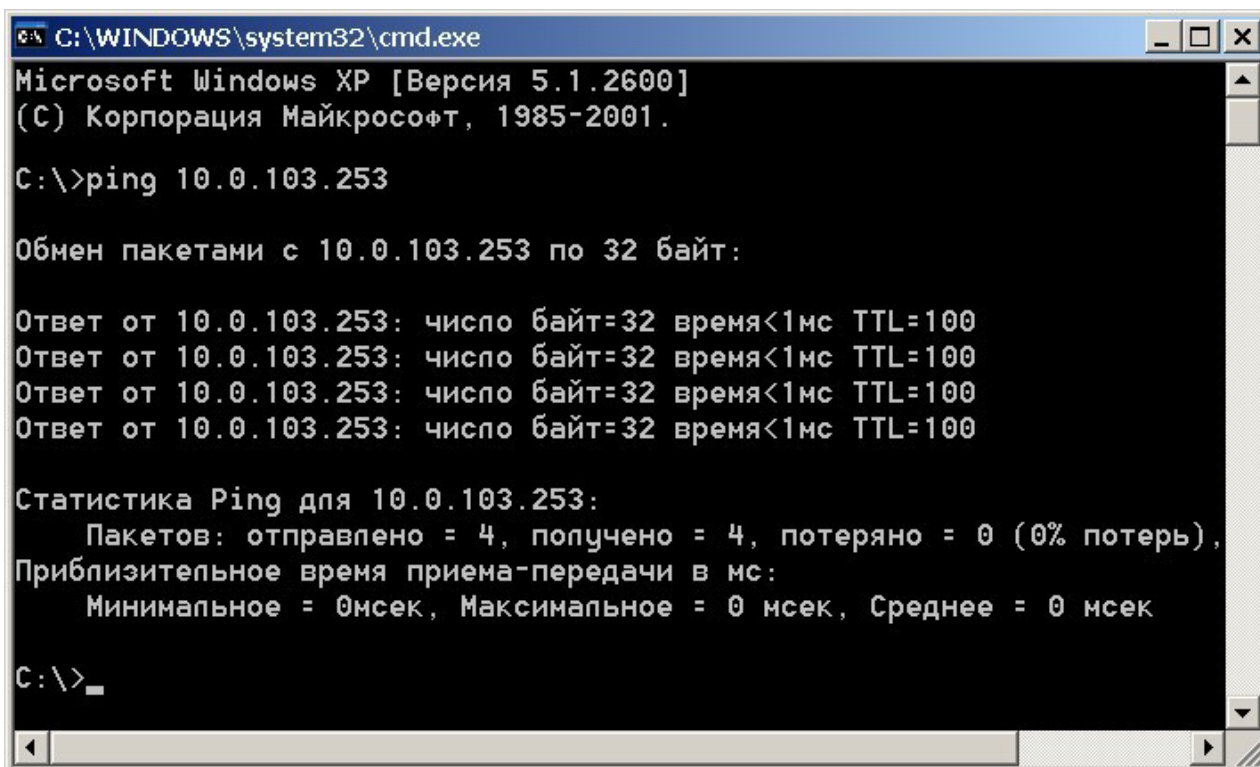 C:\WINDOWS\system32\cmd.exe
Microsoft Windows XP [Версия 5.1.2600]
(С) Корпорация Майкрософт, 1985-2001.
C:\>ping 10.0.103.253
Обмен пакетами с 10.0.103.253 по 32 байт:
Ответ от 10.0.103.253: число байт=32 время<1мс TTL=100
Ответ от 10.0.103.253: число байт=32 время<1мс TTL=100
Ответ от 10.0.103.253: число байт=32 время<1мс TTL=100
Ответ от 10.0.103.253: число байт=32 время<1мс TTL=100
Статистика Ping для 10.0.103.253:
Пакетов: отправлено = 4, получено = 4, потеряно = 0 (0% потерь),
Приблизительное время приема-передачи в мс:
Минимальное = 0мсек, Максимальное = 0 мсек, Среднее = 0 мсек
C:\>_